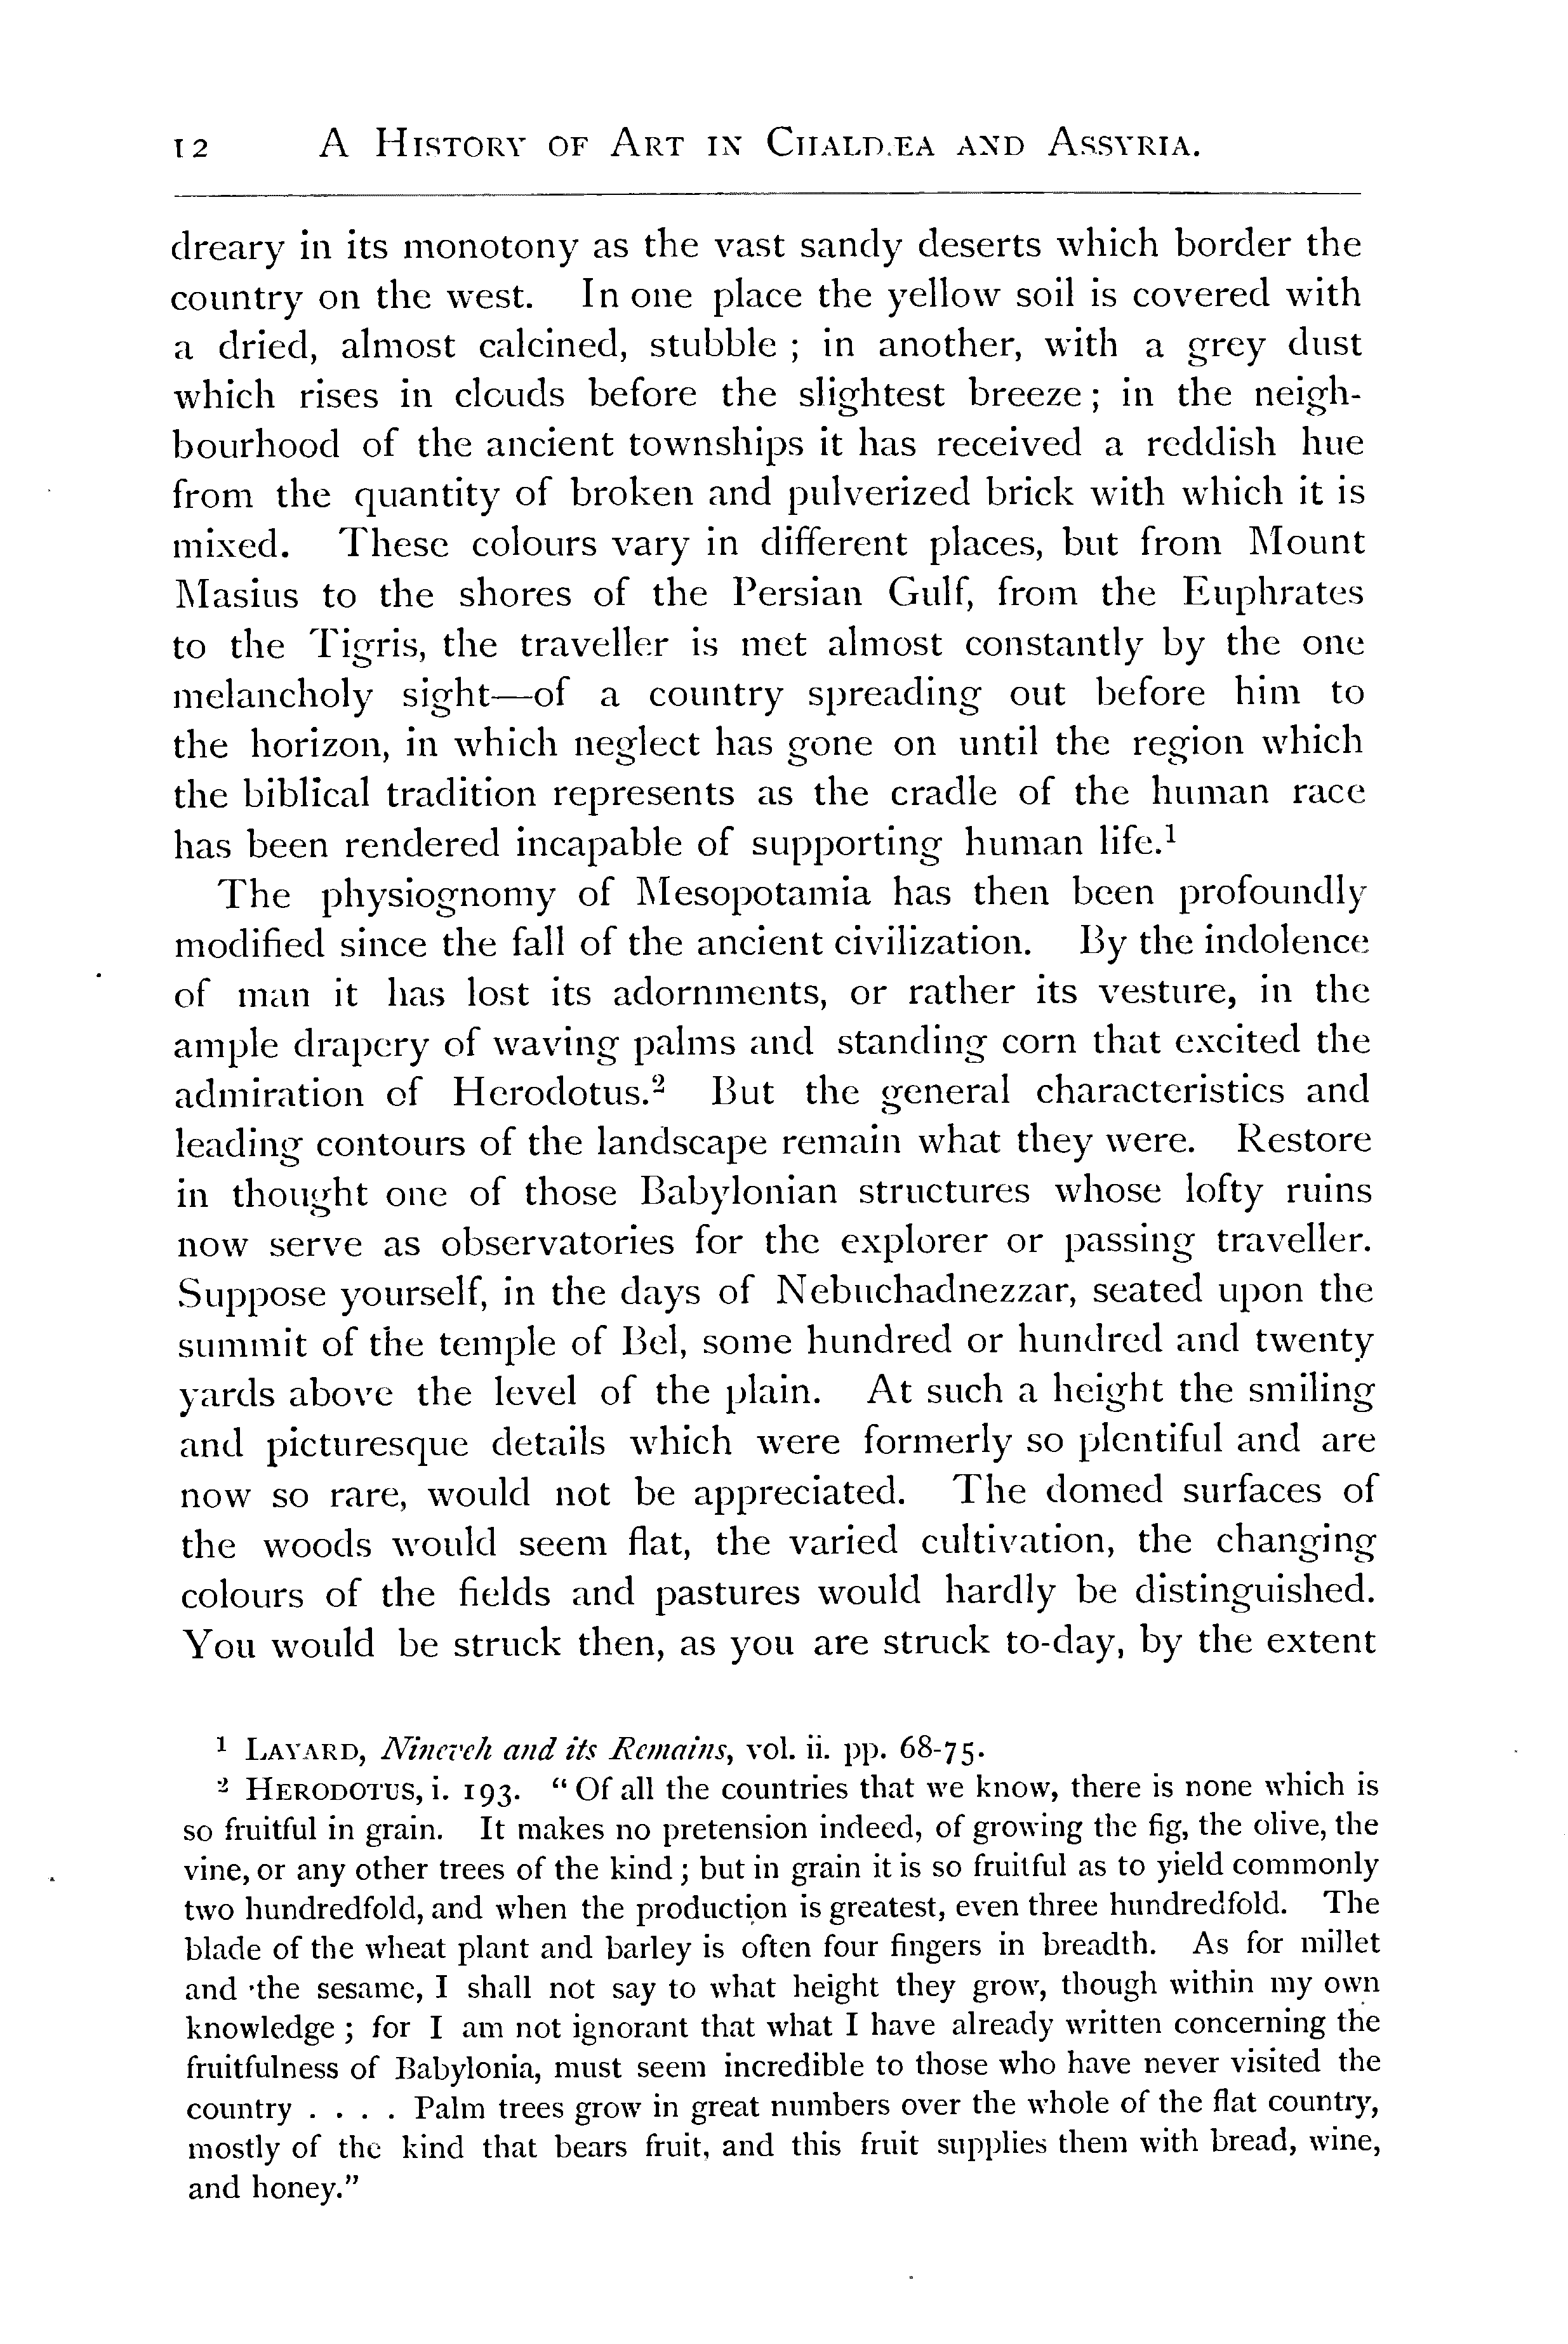 12 A HISTORY OF ART IN CHALDÆA AND ASSYRIA.
dreary in its monotony as the vast sandy deserts which border the
country on the west. In one place the yellow soil is covered with
a dried, almost calcined, stubble ; in another, with a grey dust
which rises in clouds before the slightest breeze ; in the neigh-
bourhood of the ancient townships it has received a reddish hue
from the quantity of broken and pulverized brick with which it is
mixed. These colours vary in different places, but from Mount
Masius to the shores of the Persian Gulf, from the Euphrates
to the Tigris, the traveller is met almost constantly by the one
melancholy sight—of a country spreading out before him to
the horizon, in which neglect has gone on until the region which
the biblical tradition represents as the cradle of the human race
has been rendered incapable of supporting human life.¹
The physiognomy of Mesopotamia has then been profoundly
modified since the fall of the ancient civilization. By the indolence
of man it has lost its adornments, or rather its vesture, in the
ample drapery of waving palms and standing corn that excited the
admiration of Herodotus.² But the general characteristics and
leading contours of the landscape remain what they were. Restore
in thought one of those Babylonian structures whose lofty ruins
now serve as observatories for the explorer or passing traveller.
Suppose yourself, in the days of Nebuchadnezzar, seated upon the
summit of the temple of Bel, some hundred or hundred and twenty
yards above the level of the plain. At such a height the smiling
and picturesque details which were formerly so plentiful and are
now so rare, would not be appreciated. The domed surfaces of
the woods would seem flat, the varied cultivation, the changing
colours of the fields and pastures would hardly be distinguished.
You would be struck then, as you are struck to-day, by the extent
¹ LAYARD, Nineveh and its Remains, vol. ii. pp. 68-75.
² HERODOTUS, i. 193. “ Of all the countries that we know, there is none which is
so fruitful in grain. It makes no pretension indeed, of growing the fig, the olive, the
vine, or any other trees of the kind ; but in grain it is so fruitful as to yield commonly
two hundredfold, and when the production is greatest, even three hundredfold. The
blade of the wheat plant and barley is often four fingers in breadth. As for millet
and the sesame, I shall not say to what height they grow, though within my own
knowledge ; for I am not ignorant that what I have already written concerning the
fruitfulness of Babylonia, must seem incredible to those who have never visited the
country . . . . Palm trees grow in great numbers over the whole of the flat country,
mostly of the kind that bears fruit, and this fruit supplies them with bread, wine,
and honey.”